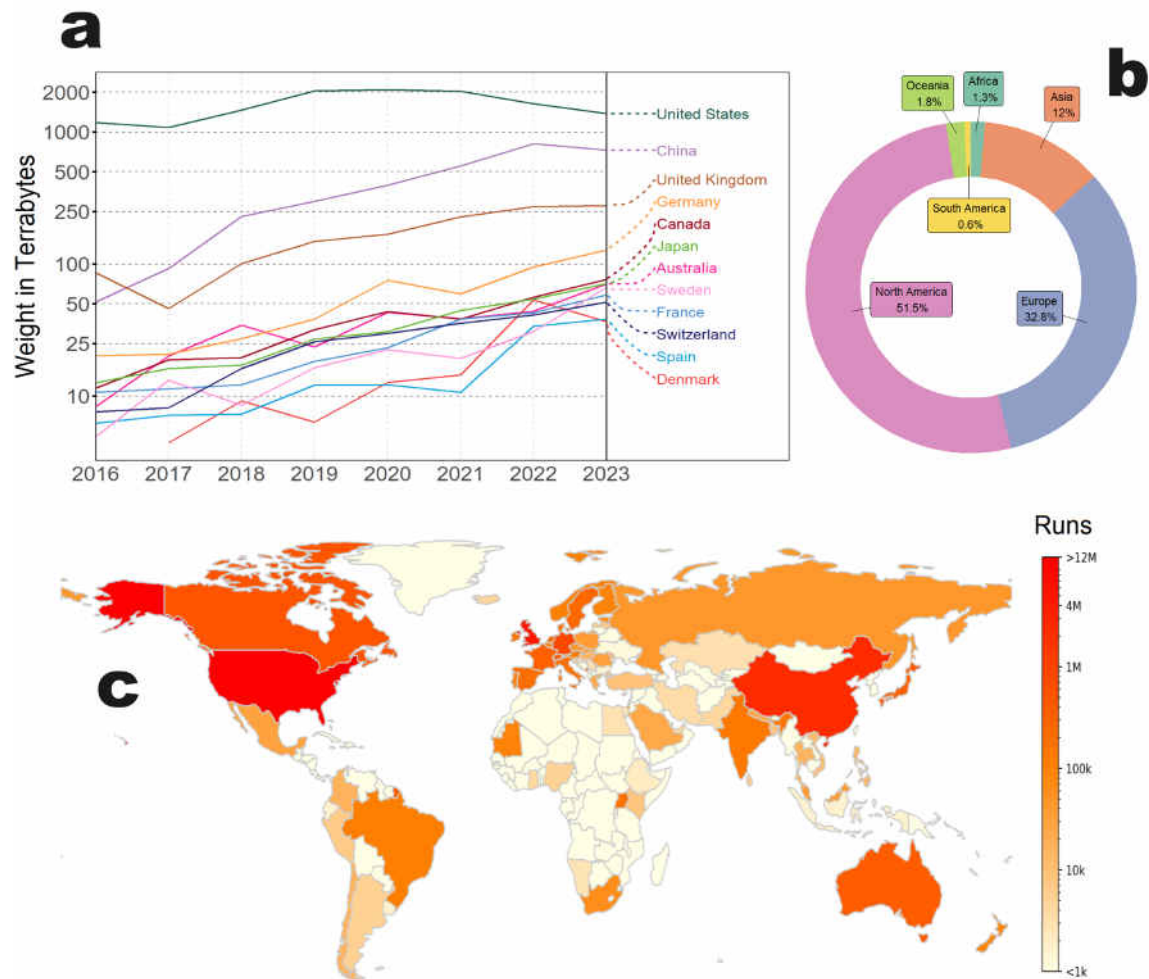 a
Weight in Terrabytes
2000
1000
500
250
100
50
25
10
2016 2017 2018 2019 2020 2021 2022 2023
United States
China
United Kingdom
Germany
Canada
Japan
Australia
Sweden
France
Switzerland
Spain
Denmark
b
Oceania
1.8%
Africa
1.3%
Asia
12%
South America
0.6%
North America
51.5%
Europe
32.8%
c
Runs
>12M
4M
1M
100k
10k
<1k